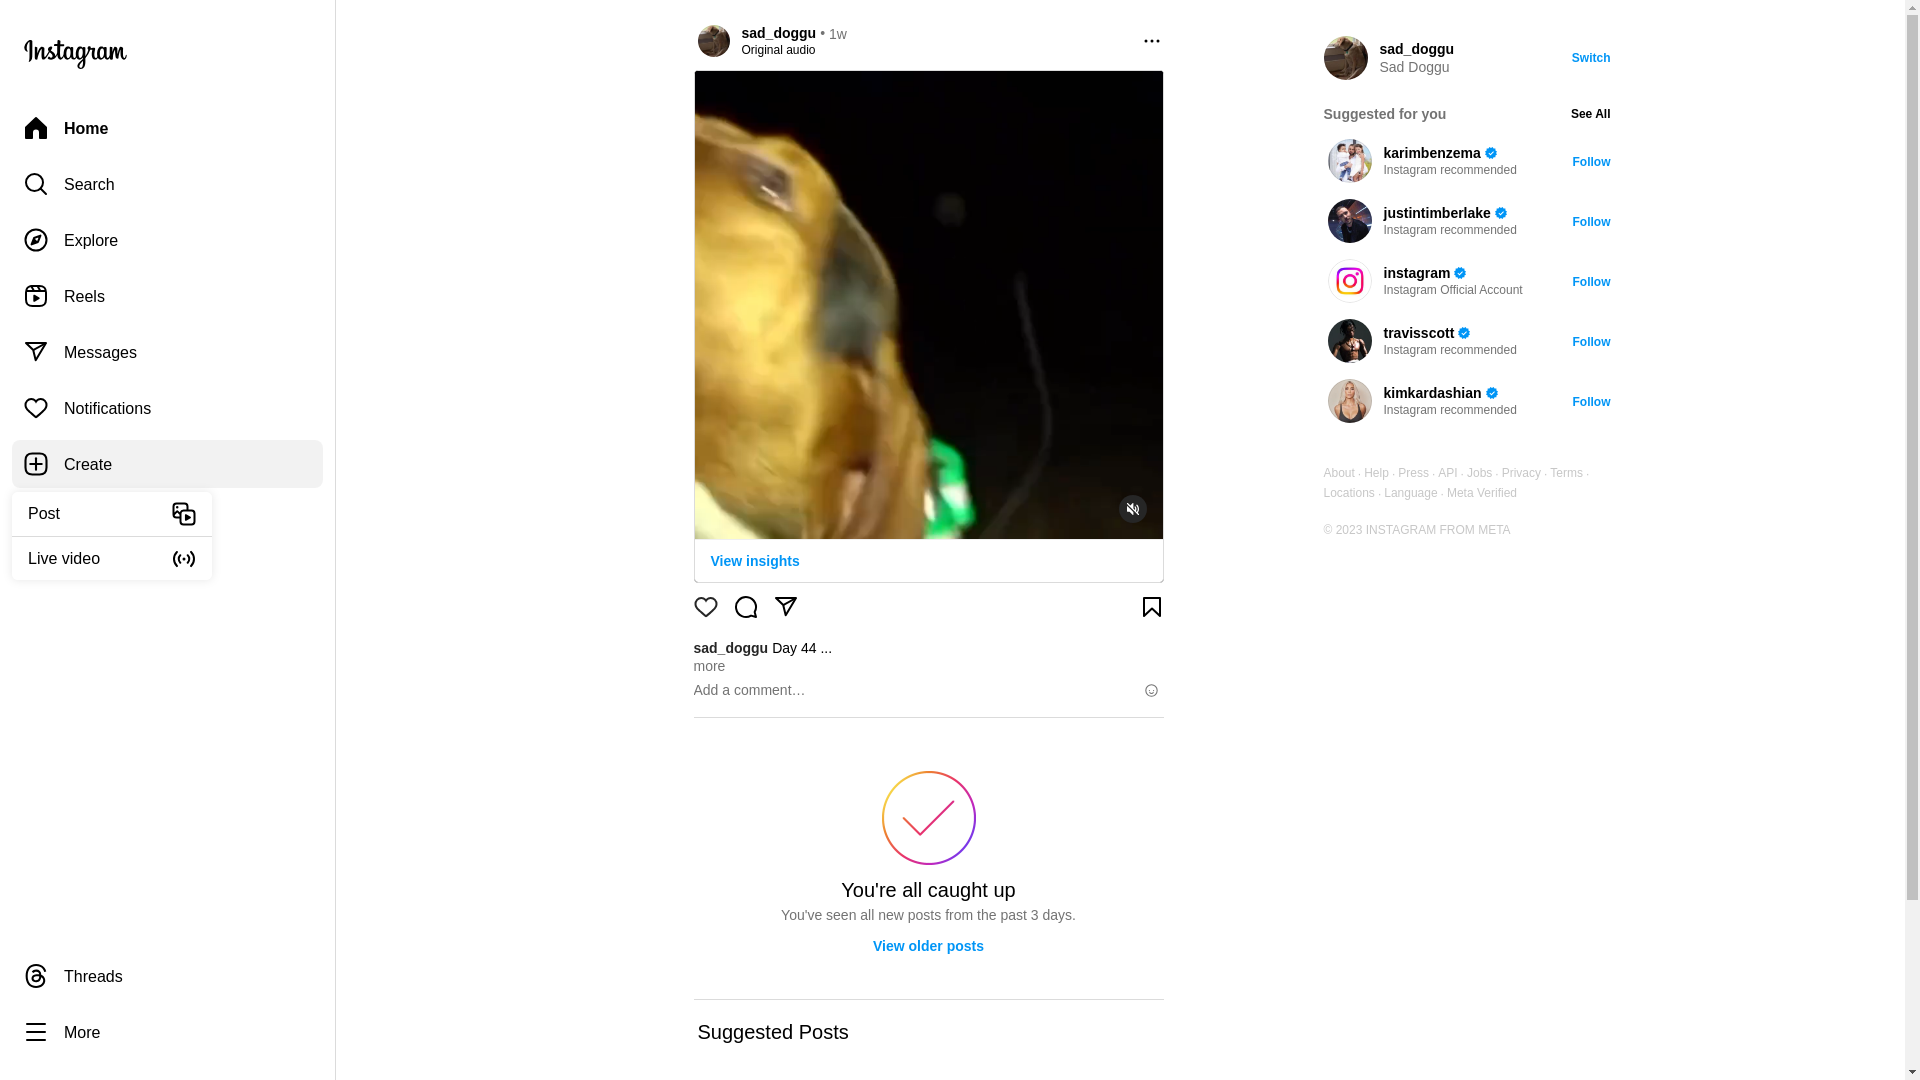 Instagram
Home
Search
Explore
Reels
Messages
Notifications
Create
Post
Live video
Threads
More
sad_doggu • 1w
Original audio
View insights
sad_doggu Day 44 ...
more
Add a comment…
You're all caught up
You've seen all new posts from the past 3 days.
View older posts
Suggested Posts
sad_doggu
Sad Doggu
Switch
Suggested for you
See All
karimbenzema
Instagram recommended
Follow
justintimberlake
Instagram recommended
Follow
instagram
Instagram Official Account
Follow
travisscott
Instagram recommended
Follow
kimkardashian
Instagram recommended
Follow
About · Help · Press · API · Jobs · Privacy · Terms ·
Locations · Language · Meta Verified
© 2023 INSTAGRAM FROM META